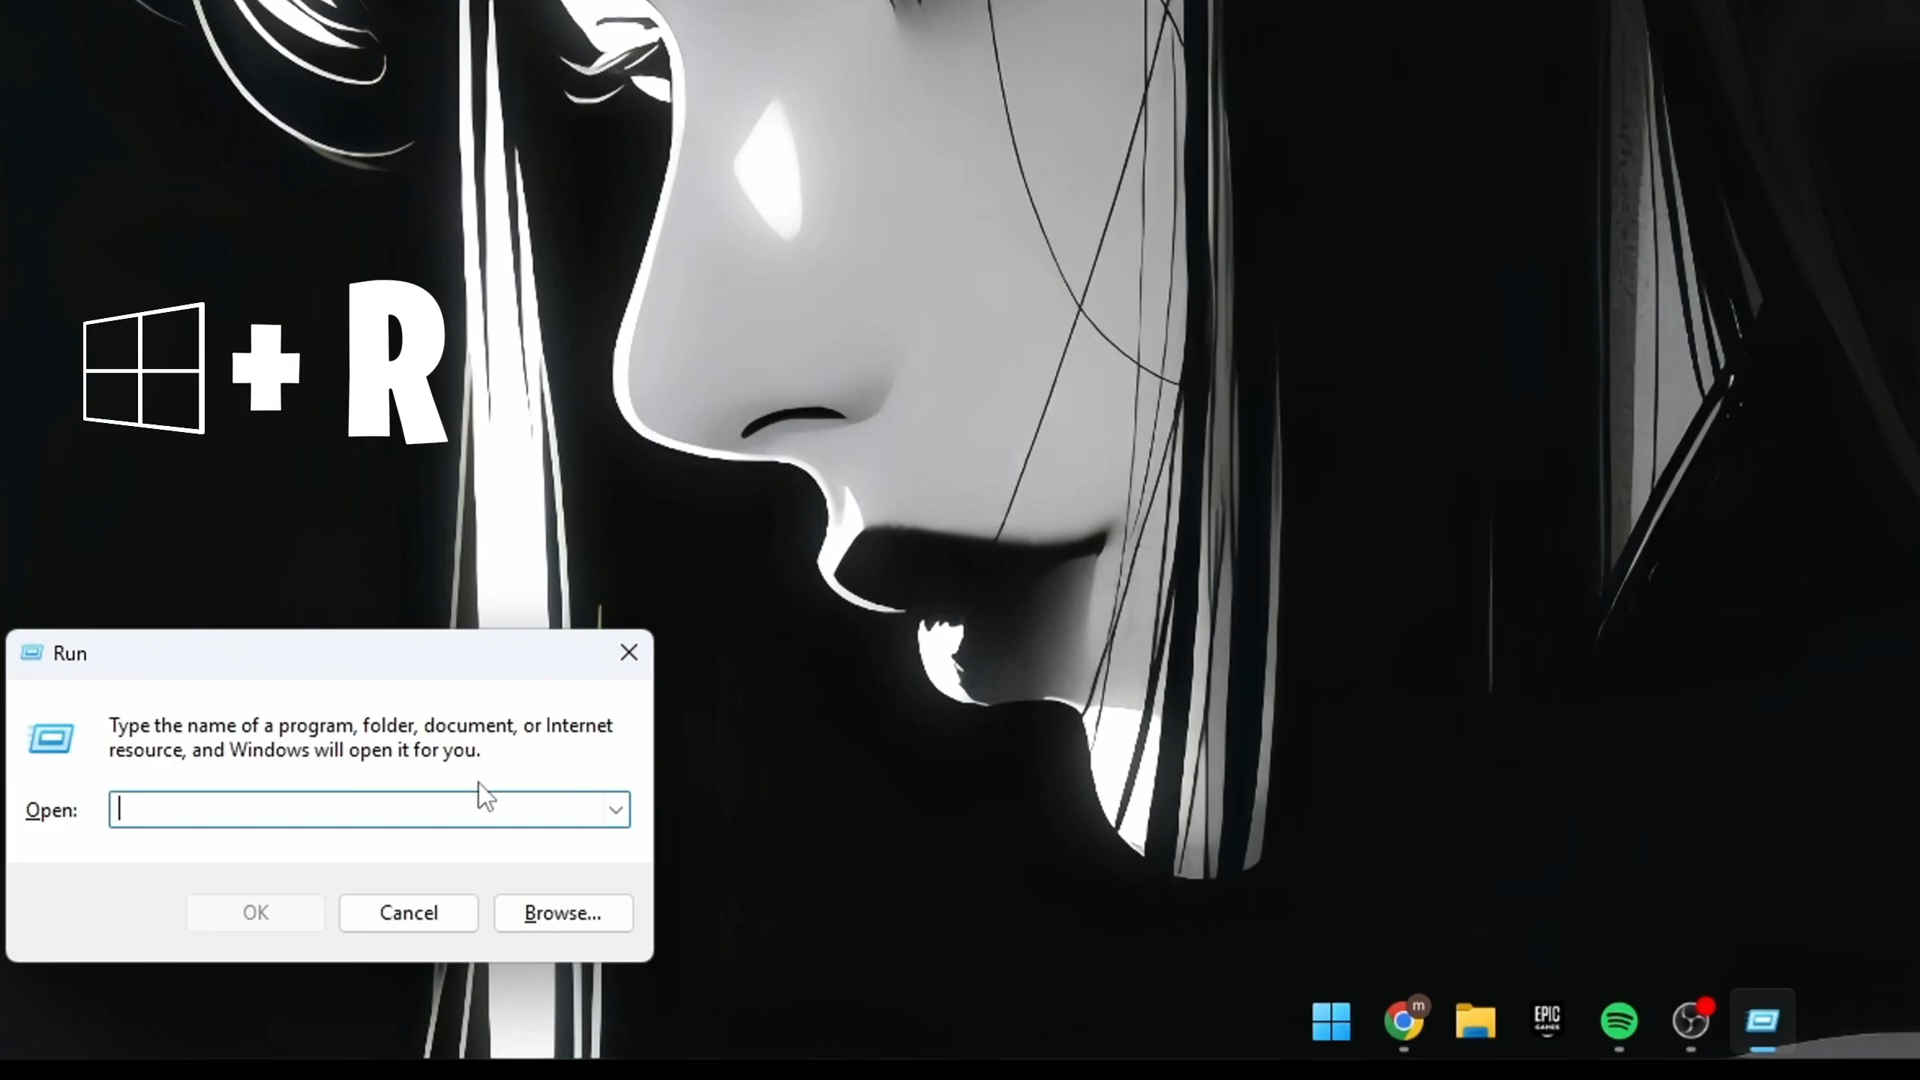 + R
Run
Type the name of a program, folder, document, or Internet
resource, and Windows will open it for you.
Open:
OK
Cancel
Browse...
m
EPIC
GAMES